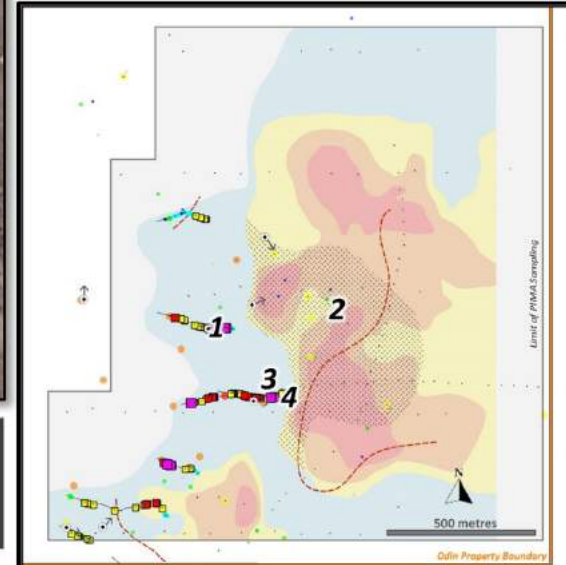 2
1
3
4
Limit of PIMA Sampling
N
500 metres
Odin Property Boundary